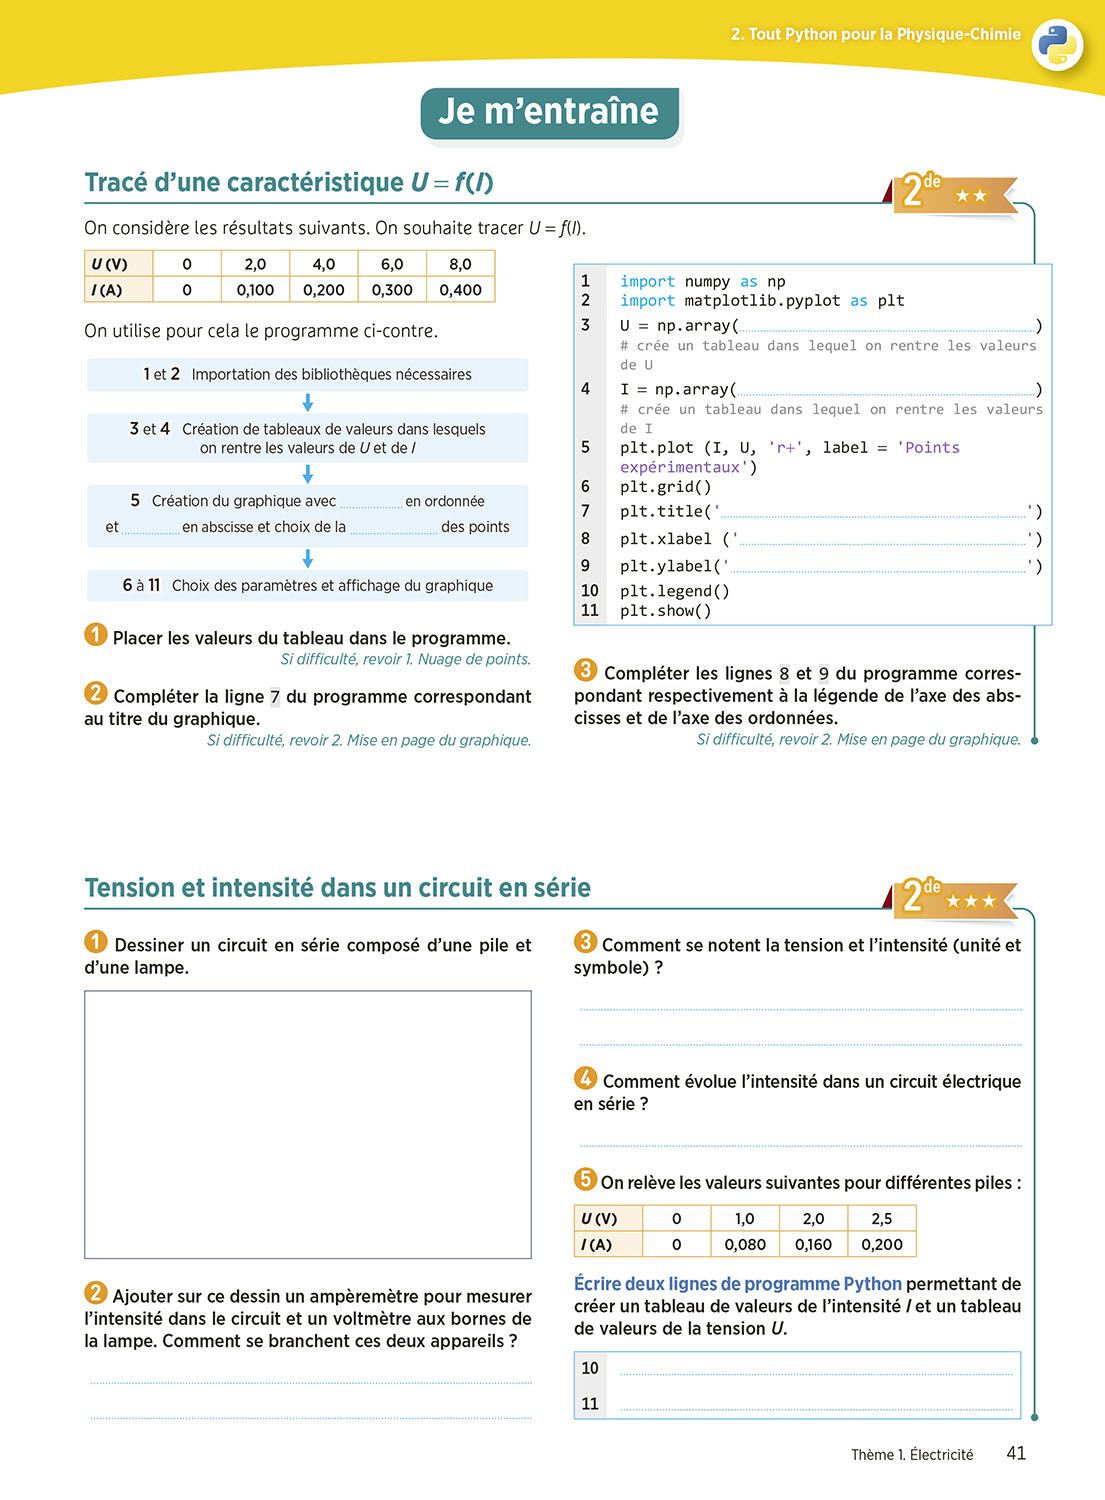 2. Tout Python pour la Physique-Chimie
Je m'entraîne
Tracé d'une caractéristique U = f(I)
2de
On considère les résultats suivants. On souhaite tracer U = f(I).
U (V) 0 2,0 4,0 6,0 8,0
I (A) 0 0,100 0,200 0,300 0,400
On utilise pour cela le programme ci-contre.
1 et 2 Importation des bibliothèques nécessaires
3 et 4 Création de tableaux de valeurs dans lesquels
on rentre les valeurs de U et de I
5 Création du graphique avec ............ en ordonnée
et ............ en abscisse et choix de la ............ des points
6 à 11 Choix des paramètres et affichage du graphique
1 Placer les valeurs du tableau dans le programme.
Si difficulté, revoir 1. Nuage de points.
2 Compléter la ligne 7 du programme correspondant
au titre du graphique.
Si difficulté, revoir 2. Mise en page du graphique.
1 import numpy as np
2 import matplotlib.pyplot as plt
3 U = np.array(............)
# crée un tableau dans lequel on rentre les valeurs
de U
4 I = np.array(............)
# crée un tableau dans lequel on rentre les valeurs
de I
5 plt.plot (I, U, 'r+', label = 'Points
expérimentaux')
6 plt.grid()
7 plt.title('............')
8 plt.xlabel ('............')
9 plt.ylabel('............')
10 plt.legend()
11 plt.show()
3 Compléter les lignes 8 et 9 du programme corres-
pondant respectivement à la légende de l'axe des abs-
cisses et de l'axe des ordonnées.
Si difficulté, revoir 2. Mise en page du graphique.
Tension et intensité dans un circuit en série
2de
1 Dessiner un circuit en série composé d'une pile et
d'une lampe.
2 Ajouter sur ce dessin un ampèremètre pour mesurer
l'intensité dans le circuit et un voltmètre aux bornes de
la lampe. Comment se branchent ces deux appareils ?
3 Comment se notent la tension et l'intensité (unité et
symbole) ?
4 Comment évolue l'intensité dans un circuit électrique
en série ?
5 On relève les valeurs suivantes pour différentes piles :
U (V) 0 1,0 2,0 2,5
I (A) 0 0,080 0,160 0,200
Écrire deux lignes de programme Python permettant de
créer un tableau de valeurs de l'intensité I et un tableau
de valeurs de la tension U.
10
11
Thème 1. Électricité 41